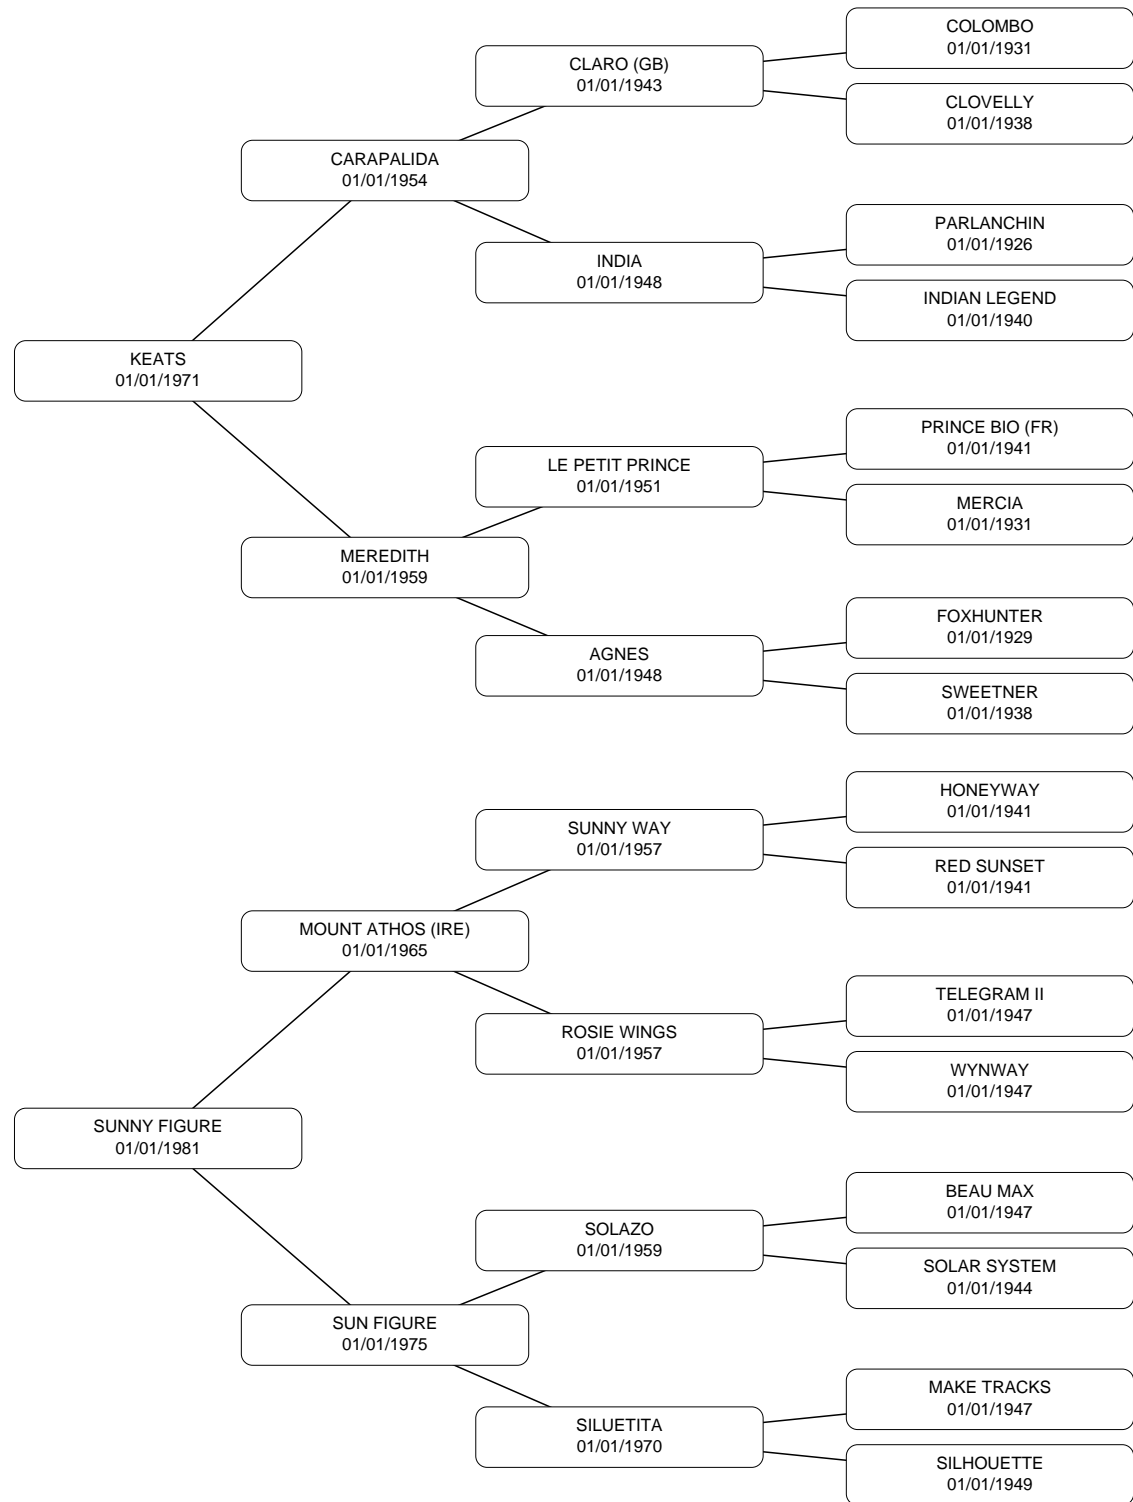 COLOMBO
01/01/1931
CLARO (GB)
01/01/1943
CLOVELLY
01/01/1938
CARAPALIDA
01/01/1954
PARLANCHIN
01/01/1926
INDIA
01/01/1948
INDIAN LEGEND
01/01/1940
KEATS
01/01/1971
PRINCE BIO (FR)
01/01/1941
LE PETIT PRINCE
01/01/1951
MERCIA
01/01/1931
MEREDITH
01/01/1959
FOXHUNTER
01/01/1929
AGNES
01/01/1948
SWEETNER
01/01/1938
HONEYWAY
01/01/1941
SUNNY WAY
01/01/1957
RED SUNSET
01/01/1941
MOUNT ATHOS (IRE)
01/01/1965
TELEGRAM II
01/01/1947
ROSIE WINGS
01/01/1957
WYNWAY
01/01/1947
SUNNY FIGURE
01/01/1981
BEAU MAX
01/01/1947
SOLAZO
01/01/1959
SOLAR SYSTEM
01/01/1944
SUN FIGURE
01/01/1975
MAKE TRACKS
01/01/1947
SILUETITA
01/01/1970
SILHOUETTE
01/01/1949